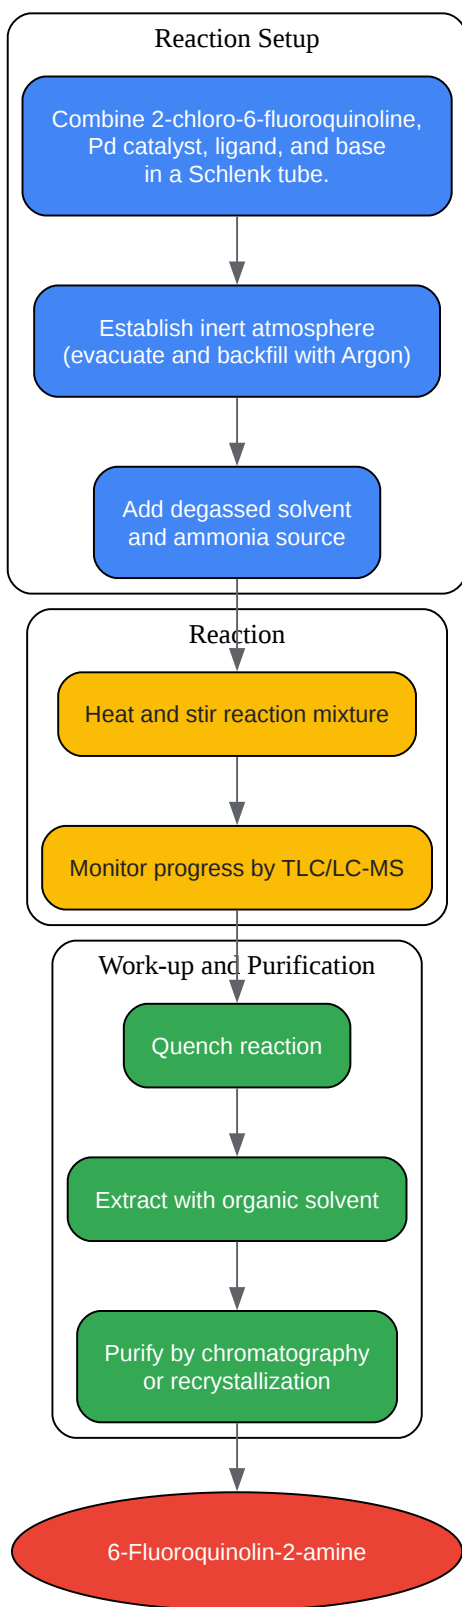 Reaction Setup
Combine 2-chloro-6-fluoroquinoline,
Pd catalyst, ligand, and base
in a Schlenk tube.
Establish inert atmosphere
(evacuate and backfill with Argon)
Add degassed solvent
and ammonia source
Reaction
Heat and stir reaction mixture
Monitor progress by TLC/LC-MS
Work-up and Purification
Quench reaction
Extract with organic solvent
Purify by chromatography
or recrystallization
6-Fluoroquinolin-2-amine